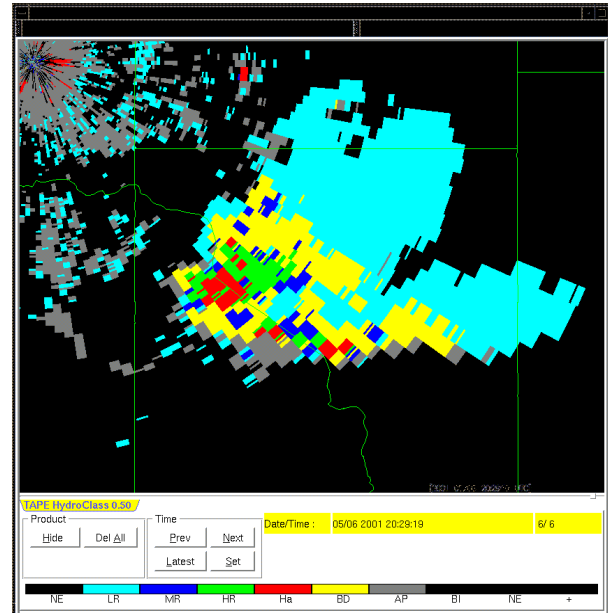 TAPE HydroClass 0.50
Product
Time
Date/Time : 05/06 2001 20:29:19 6/ 6
Hide Del All Prev Next
Latest Set
NE LR MR HR Ha BD AP BI NE +